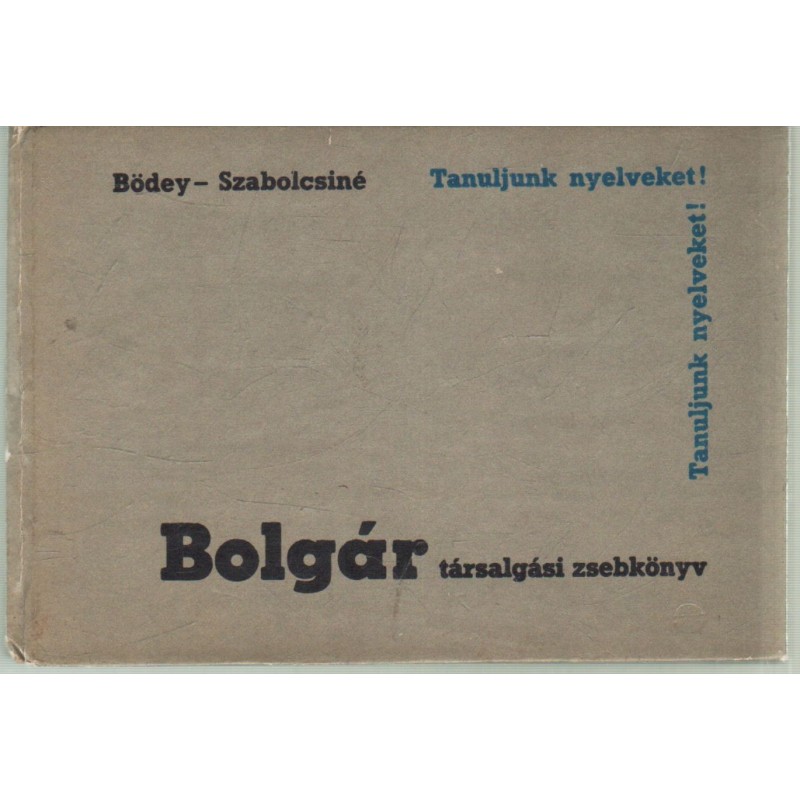 Bödey – Szabolcsiné
Tanuljunk nyelveket!
Tanuljunk nyelveket!
Bolgár társalgási zsebkönyv